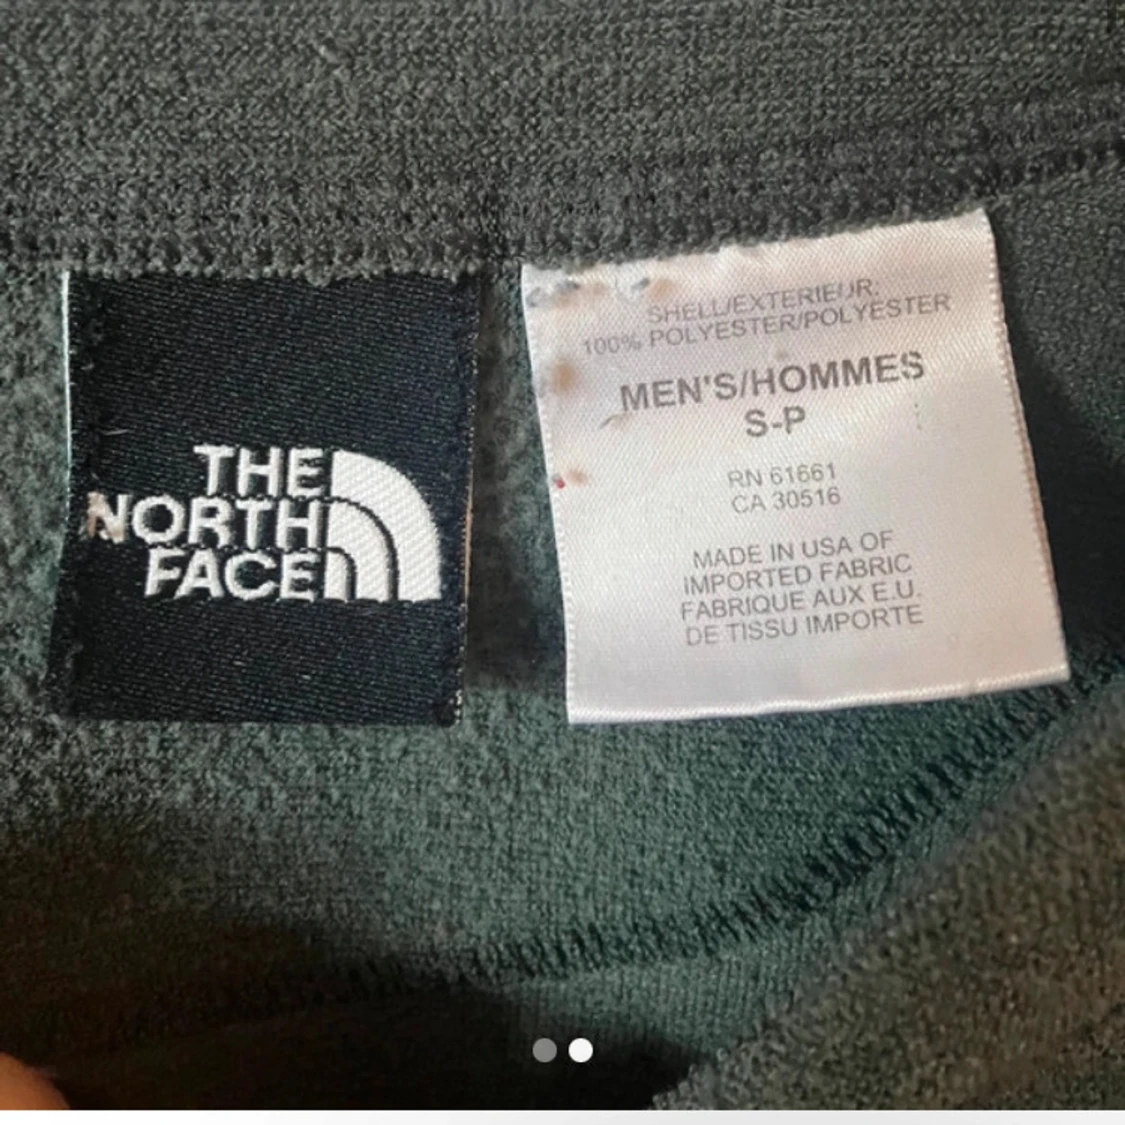 THE
NORTH
FACE
SHELL/EXTERIEUR:
100% POLYESTER/POLYESTER
MEN'S/HOMMES
S-P
RN 61661
CA 30516
MADE IN USA OF
IMPORTED FABRIC
FABRIQUE AUX E.U.
DE TISSU IMPORTE